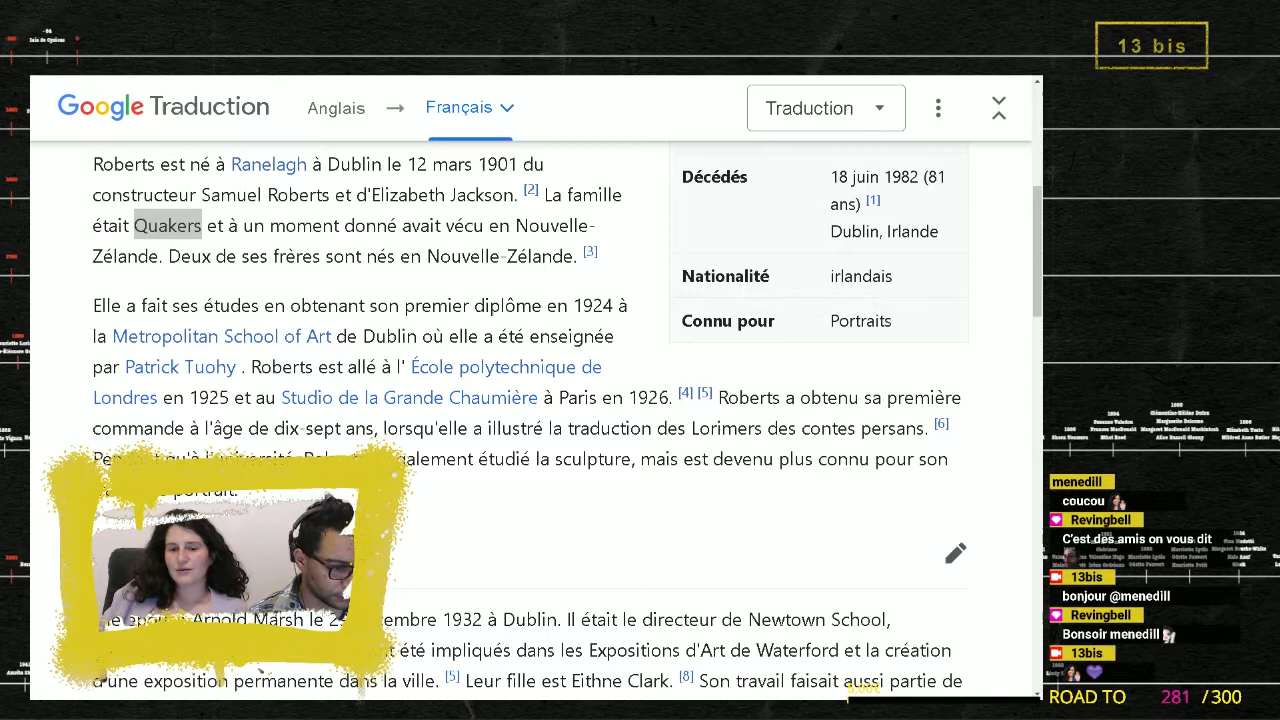 13 bis
Google Traduction
Anglais
Français
Traduction
Roberts est né à Ranelagh à Dublin le 12 mars 1901 du
constructeur Samuel Roberts et d'Elizabeth Jackson. [2] La famille
était Quakers et à un moment donné avait vécu en Nouvelle-
Zélande. Deux de ses frères sont nés en Nouvelle-Zélande. [3]
Décédés
18 juin 1982 (81
ans) [1]
Dublin, Irlande
Nationalité
irlandais
Connu pour
Portraits
Elle a fait ses études en obtenant son premier diplôme en 1924 à
la Metropolitan School of Art de Dublin où elle a été enseignée
par Patrick Tuohy . Roberts est allé à l' École polytechnique de
Londres en 1925 et au Studio de la Grande Chaumière à Paris en 1926. [4] [5] Roberts a obtenu sa première
commande à l'âge de dix-sept ans, lorsqu'elle a illustré la traduction des Lorimers des contes persans. [6]
également étudié la sculpture, mais est devenu plus connu pour son
portrait.
Arnold Marsh le
1932 à Dublin. Il était le directeur de Newtown School,
été impliqués dans les Expositions d'Art de Waterford et la création
d'une exposition permanente de la ville. [5] Leur fille est Eithne Clark. [8] Son travail faisait aussi partie de
menedill
coucou
Revingbell
C'est des amis on vous dit
13bis
bonjour @menedill
Revingbell
Bonsoir menedill
13bis
ROAD TO 281 / 300